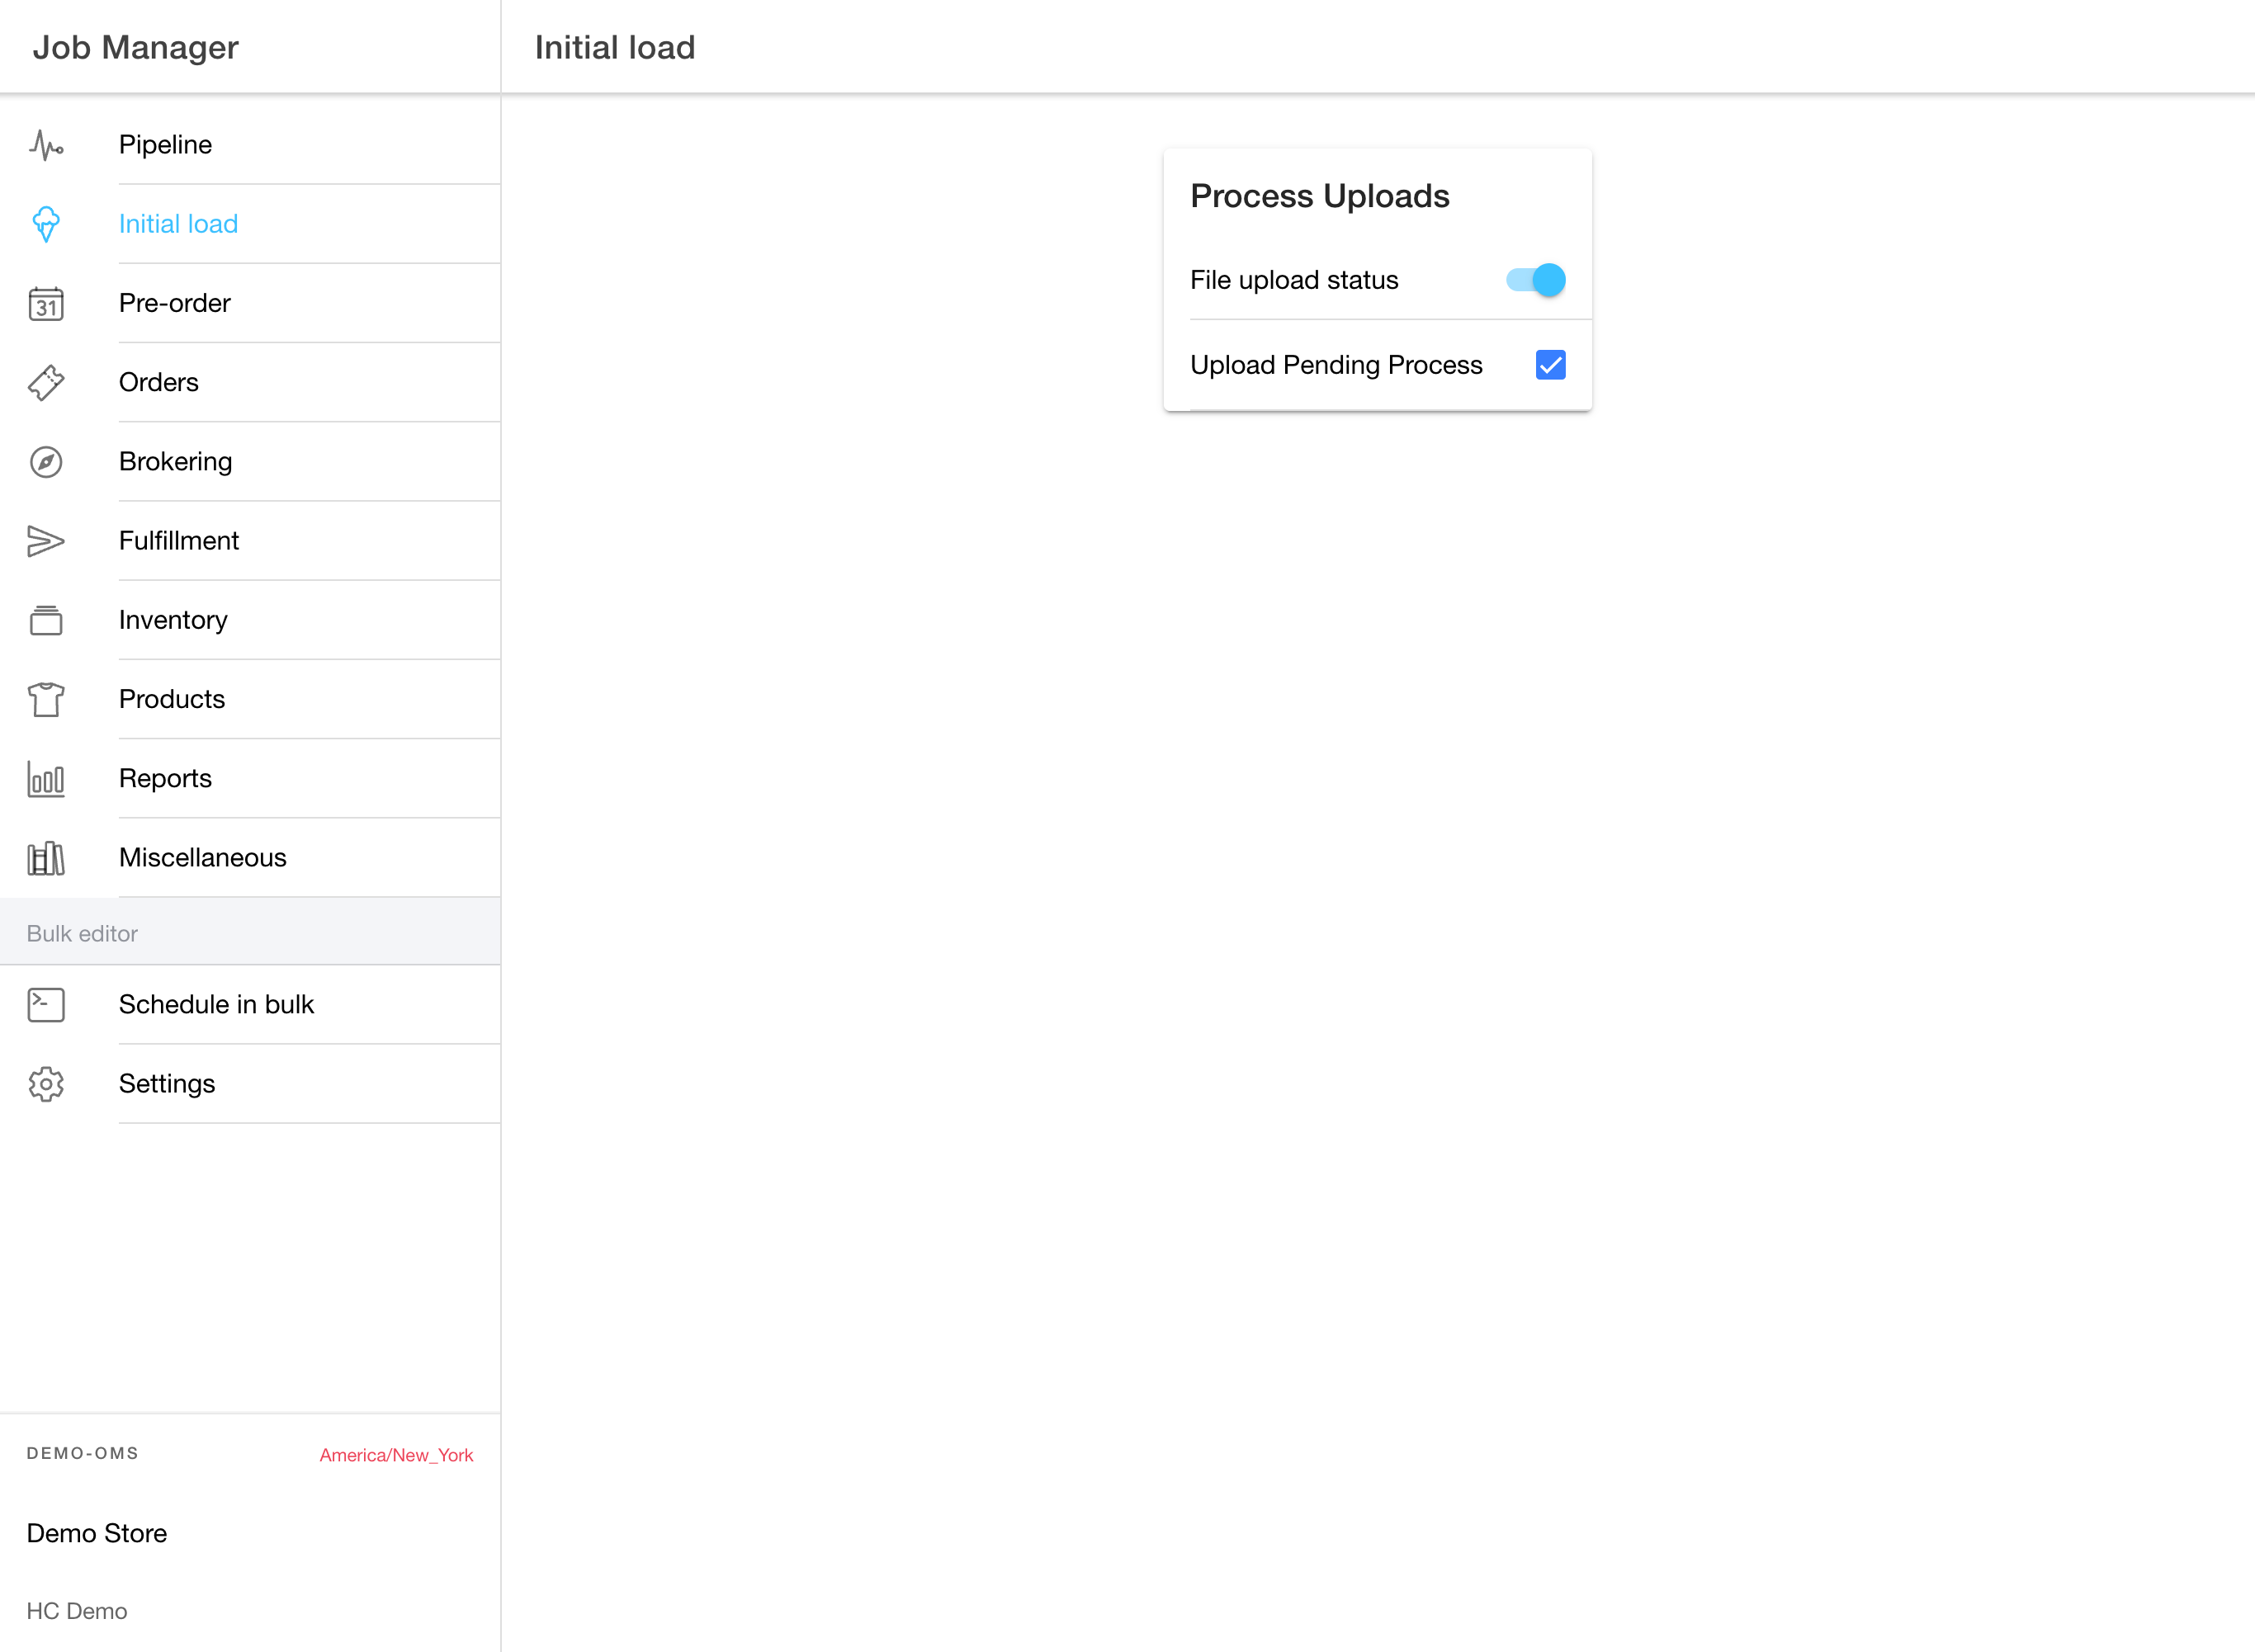 Job Manager
Initial load
Pipeline
Initial load
31
Pre-order
Orders
Brokering
Fulfillment
Inventory
Products
Reports
Miscellaneous
Bulk editor
Schedule in bulk
Settings
DEMO-OMS
America/New_York
Demo Store
HC Demo
Process Uploads
File upload status
Upload Pending Process